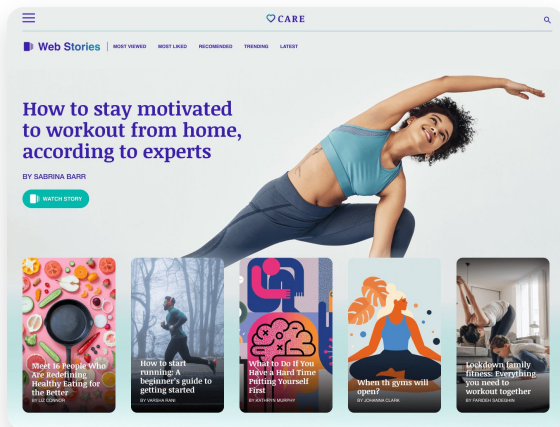 CARE
Web Stories
MOST VIEWED MOST LIKED RECOMENDED TRENDING LATEST
How to stay motivated
to workout from home,
according to experts
BY SABRINA BARR
WATCH STORY
Meet 16 People Who
Are Redefining
Healthy Eating for
the Better
BY LIZ CONNOR
How to start
running: A
beginner's guide to
getting started
BY VARSHA RANI
What to Do if You
Have a Hard Time
Putting Yourself
First
BY KATHRYN MURPHY
When th gyms will
open?
BY JOHANNA CLARK
Lockdown family
fitness: Everything
you need to
workout together
BY FARIDEH SADEGHIN